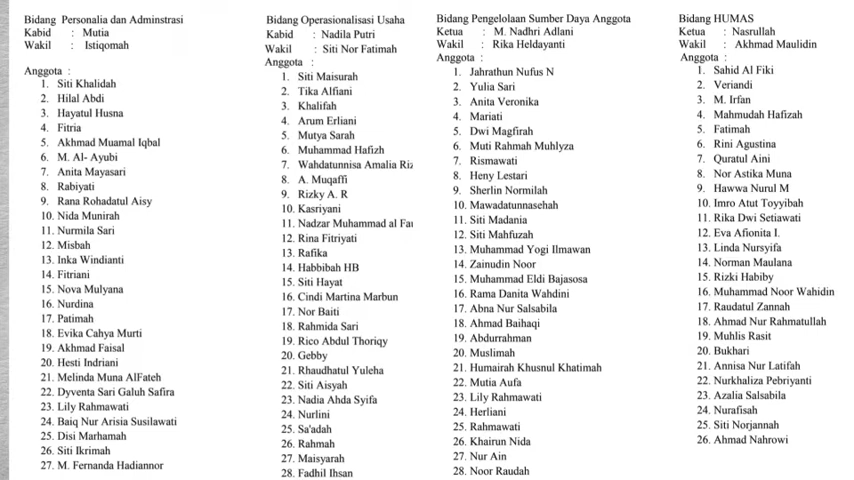 Bidang Personalia dan Adminstrasi
Kabid : Mutia
Wakil : Istiqomah
Anggota :
1. Siti Khalidah
2. Hilal Abdi
3. Hayatul Husna
4. Fitria
5. Akhmad Muamal Iqbal
6. M. Al- Ayubi
7. Anita Mayasari
8. Rabiyati
9. Rana Rohadatul Aisy
10. Nida Munirah
11. Nurmila Sari
12. Misbah
13. Inka Windianti
14. Fitriani
15. Nova Mulyana
16. Nurdina
17. Patimah
18. Evika Cahya Murti
19. Akhmad Faisal
20. Hesti Indriani
21. Melinda Muna AlFateh
22. Dyventa Sari Galuh Safira
23. Lily Rahmawati
24. Baiq Nur Arisia Susilawati
25. Disi Marhamah
26. Siti Ikrimah
27. M. Fernanda Hadiannor
Bidang Operasionalisasi Usaha
Kabid : Nadila Putri
Wakil : Siti Nor Fatimah
Anggota :
1. Siti Maisurah
2. Tika Alfiani
3. Khalifah
4. Arum Erliani
5. Mutya Sarah
6. Muhammad Hafizh
7. Wahdatunnisa Amalia Riz
8. A. Muqaffi
9. Rizky A. R
10. Kasriyani
11. Nadzar Muhammad al Fau
12. Rina Fitriyati
13. Rafika
14. Habbibah HB
15. Siti Hayat
16. Cindi Martina Marbun
17. Nor Baiti
18. Rahmida Sari
19. Rico Abdul Thoriqy
20. Gebby
21. Rhaudhatul Yuleha
22. Siti Aisyah
23. Nadia Ahda Syifa
24. Nurlini
25. Sa'adah
26. Rahmah
27. Maisyarah
28. Fadhil Ihsan
Bidang Pengelolaan Sumber Daya Anggota
Ketua : M. Nadhri Adlani
Wakil : Rika Heldayanti
Anggota :
1. Jahrathun Nufus N
2. Yulia Sari
3. Anita Veronika
4. Mariati
5. Dwi Magfirah
6. Muti Rahmah Muhlyza
7. Rismawati
8. Heny Lestari
9. Sherlin Normilah
10. Mawadatunnasehah
11. Siti Madania
12. Siti Mahfuzah
13. Muhammad Yogi Ilmawan
14. Zainudin Noor
15. Muhammad Eldi Bajasosa
16. Rama Danita Wahdini
17. Abna Nur Salsabila
18. Ahmad Baihaqi
19. Abdurrahman
20. Muslimah
21. Humairah Khusnul Khatimah
22. Mutia Aufa
23. Lily Rahmawati
24. Herliani
25. Rahmawati
26. Khairun Nida
27. Nur Ain
28. Noor Raudah
Bidang HUMAS
Ketua : Nasrullah
Wakil : Akhmad Maulidin
Anggota :
1. Sahid Al Fiki
2. Veriandi
3. M. Irfan
4. Mahmudah Hafizah
5. Fatimah
6. Rini Agustina
7. Quratul Aini
8. Nor Astika Muna
9. Hawwa Nurul M
10. Imro Atut Toyyibah
11. Rika Dwi Setiawati
12. Eva Afionita I.
13. Linda Nursyifa
14. Norman Maulana
15. Rizki Habiby
16. Muhammad Noor Wahidin
17. Raudatul Zannah
18. Ahmad Nur Rahmatullah
19. Muhlis Rasit
20. Bukhari
21. Annisa Nur Latifah
22. Nurkhaliza Pebriyanti
23. Azalia Salsabila
24. Nurafisah
25. Siti Norjannah
26. Ahmad Nahrowi